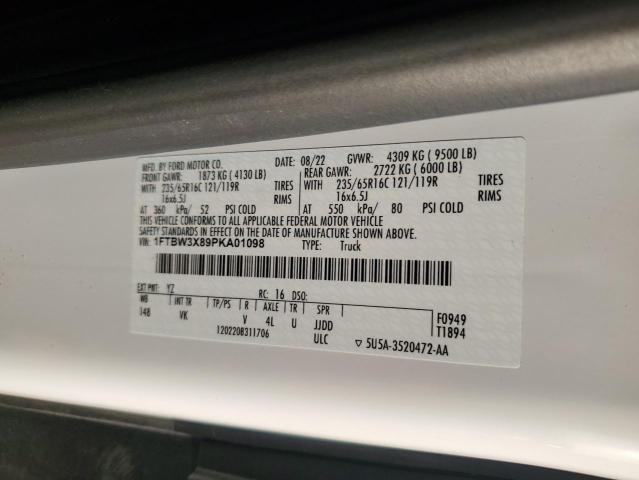 MFD. BY FORD MOTOR CO. 08/22 GVWR: 4309 KG ( 9500 LB)
FRONT GAWR: 1873 KG ( 4130 LB) REAR GAWR: 2722 KG ( 6000 LB)
WITH 235/65R16C 121/119R TIRES WITH 235/65R16C 121/119R TIRES
16x6.5J RIMS 16x6.5J RIMS
AT 360 kPa/ 52 PSI COLD AT 550 kPa/ 80 PSI COLD
THIS VEHICLE CONFORMS TO ALL APPLICABLE FEDERAL MOTOR VEHICLE
SAFETY STANDARDS IN EFFECT ON THE DATE OF MANUFACTURE SHOWN ABOVE.
VIN: 1FTBW3X89PKA01098 TYPE: Truck
EXT PNT: YZ RC: 16 DSO:
WB INT TR TP/PS R AXLE TR SPR F0949
148 VK V 4L U JJDD T1894
1202208311706 ULC ▽ 5U5A-3520472-AA